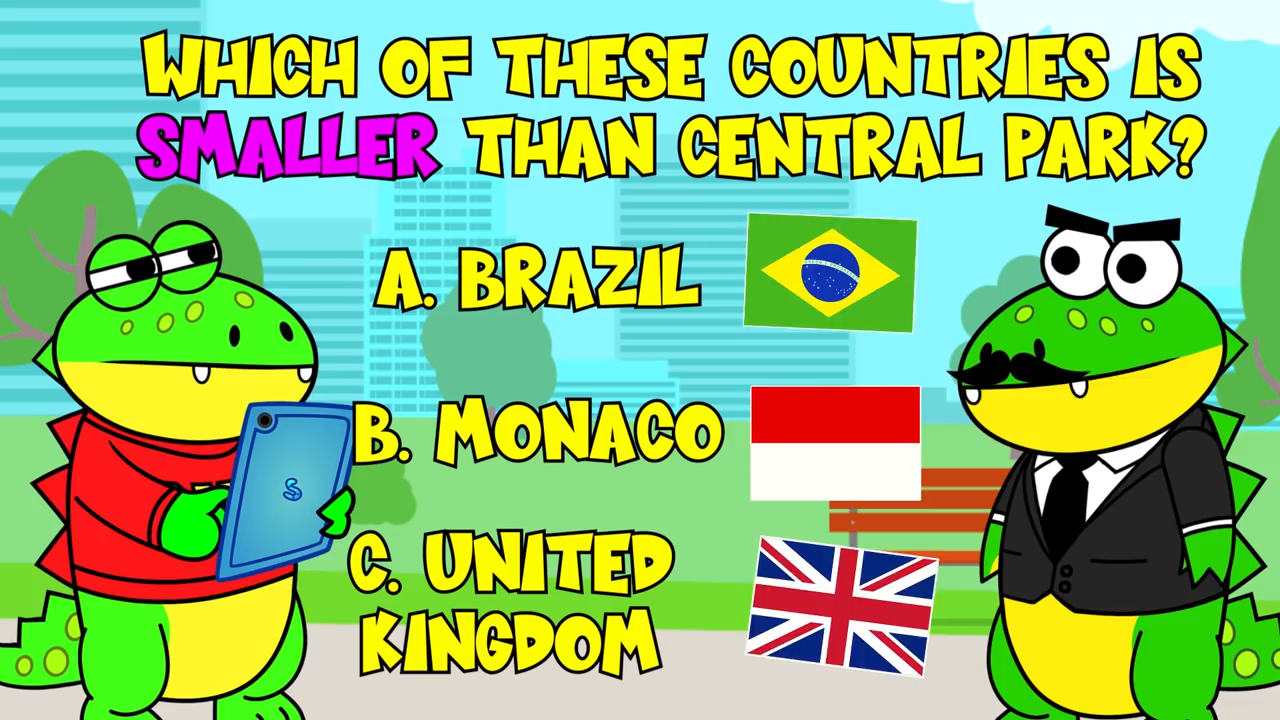 WHICH OF THESE COUNTRIES IS
SMALLER THAN CENTRAL PARK?
A. BRAZIL
B. MONACO
S
C. UNITED
KINGDOM